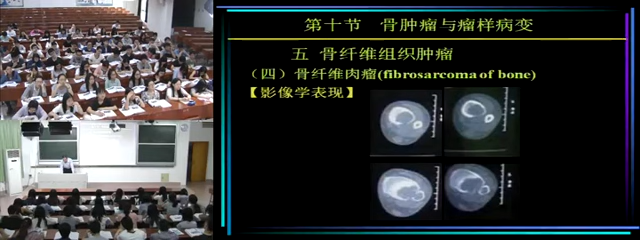 第十节 骨肿瘤与瘤样病变
五 骨纤维组织肿瘤
（四）骨纤维肉瘤(fibrosarcoma of bone)
【影像学表现】